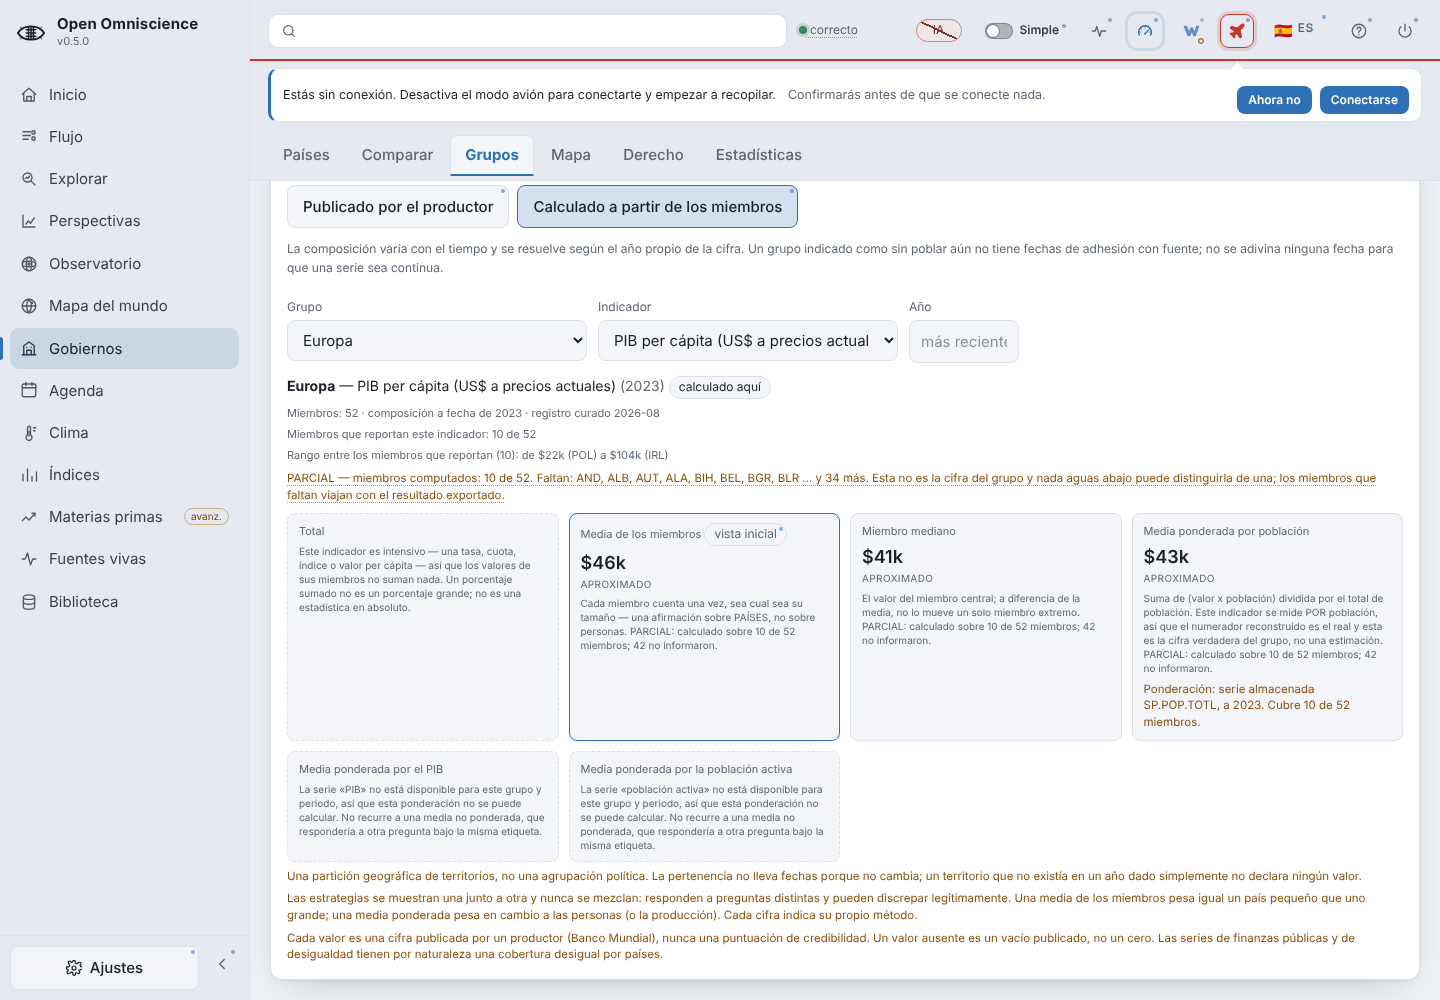 Open Omniscience
v0.5.0
correcto
IA
Simple
ES
Inicio
Flujo
Explorar
Perspectivas
Observatorio
Mapa del mundo
Gobiernos
Agenda
Clima
Índices
Materias primas
avanz.
Fuentes vivas
Biblioteca
Ajustes
Estás sin conexión. Desactiva el modo avión para conectarte y empezar a recopilar. Confirmarás antes de que se conecte nada.
Ahora no
Conectarse
Países
Comparar
Grupos
Mapa
Derecho
Estadísticas
Publicado por el productor
Calculado a partir de los miembros
La composición varía con el tiempo y se resuelve según el año propio de la cifra. Un grupo indicado como sin poblar aún no tiene fechas de adhesión con fuente; no se adivina ninguna fecha para
que una serie sea continua.
Grupo
Indicador
Año
Europa
PIB per cápita (US$ a precios actual
más reciente
Europa — PIB per cápita (US$ a precios actuales) (2023) calculado aquí
Miembros: 52 · composición a fecha de 2023 · registro curado 2026-08
Miembros que reportan este indicador: 10 de 52
Rango entre los miembros que reportan (10): de $22k (POL) a $104k (IRL)
PARCIAL — miembros computados: 10 de 52. Faltan: AND, ALB, AUT, ALA, BIH, BEL, BGR, BLR … y 34 más. Esta no es la cifra del grupo y nada aguas abajo puede distinguirla de una; los miembros que
faltan viajan con el resultado exportado.
Total
Este indicador es intensivo — una tasa, cuota,
índice o valor per cápita — así que los valores de
sus miembros no suman nada. Un porcentaje
sumado no es un porcentaje grande; no es una
estadística en absoluto.
Media de los miembros vista inicial
$46k
APROXIMADO
Cada miembro cuenta una vez, sea cual sea su
tamaño — una afirmación sobre PAÍSES, no sobre
personas. PARCIAL: calculado sobre 10 de 52
miembros; 42 no informaron.
Miembro mediano
$41k
APROXIMADO
El valor del miembro central; a diferencia de la
media, no lo mueve un solo miembro extremo.
PARCIAL: calculado sobre 10 de 52 miembros; 42
no informaron.
Media ponderada por población
$43k
APROXIMADO
Suma de (valor x población) dividida por el total de
población. Este indicador se mide POR población,
así que el numerador reconstruido es el real y esta
es la cifra verdadera del grupo, no una estimación.
PARCIAL: calculado sobre 10 de 52 miembros; 42
no informaron.
Ponderación: serie almacenada
SP.POP.TOTL, a 2023. Cubre 10 de 52
miembros.
Media ponderada por el PIB
La serie «PIB» no está disponible para este grupo y
periodo, así que esta ponderación no se puede
calcular. No recurre a una media no ponderada, que
respondería a otra pregunta bajo la misma etiqueta.
Media ponderada por la población activa
La serie «población activa» no está disponible para
este grupo y periodo, así que esta ponderación no
se puede calcular. No recurre a una media no
ponderada, que respondería a otra pregunta bajo la
misma etiqueta.
Una partición geográfica de territorios, no una agrupación política. La pertenencia no lleva fechas porque no cambia; un territorio que no existía en un año dado simplemente no declara ningún valor.
Las estrategias se muestran una junto a otra y nunca se mezclan: responden a preguntas distintas y pueden discrepar legítimamente. Una media de los miembros pesa igual un país pequeño que uno
grande; una media ponderada pesa en cambio a las personas (o la producción). Cada cifra indica su propio método.
Cada valor es una cifra publicada por un productor (Banco Mundial), nunca una puntuación de credibilidad. Un valor ausente es un vacío publicado, no un cero. Las series de finanzas públicas y de
desigualdad tienen por naturaleza una cobertura desigual por países.